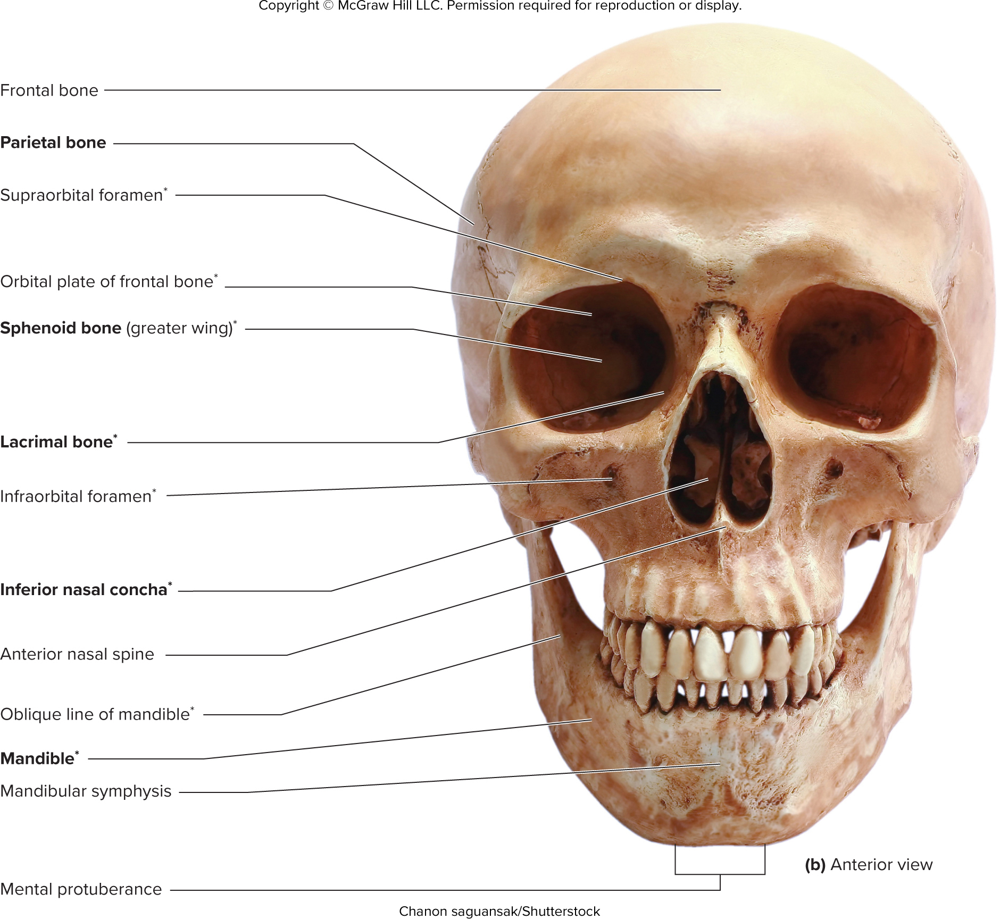 Copyright © McGraw Hill LLC. Permission required for reproduction or display.
Frontal bone
Parietal bone
Supraorbital foramen*
Orbital plate of frontal bone*
Sphenoid bone (greater wing)*
Lacrimal bone*
Infraorbital foramen*
Inferior nasal concha*
Anterior nasal spine
Oblique line of mandible*
Mandible*
Mandibular symphysis
(b) Anterior view
Mental protuberance
Chanon saguansak/Shutterstock